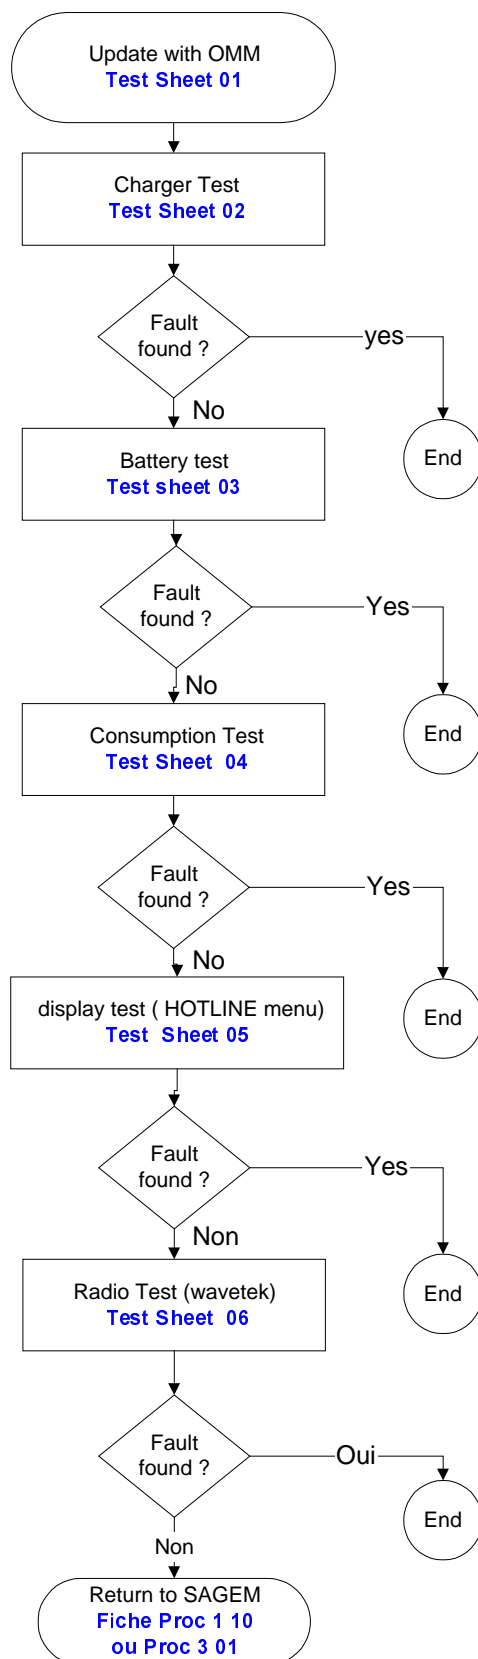 Update with OMM
Test Sheet 01
Charger Test
Test Sheet 02
Fault
found ?
yes
No
End
Battery test
Test sheet 03
Fault
found ?
Yes
No
End
Consumption Test
Test Sheet 04
Fault
found ?
Yes
No
End
display test ( HOTLINE menu)
Test Sheet 05
Fault
found ?
Yes
Non
End
Radio Test (wavetek)
Test Sheet 06
Fault
found ?
Oui
End
Non
Return to SAGEM
Fiche Proc 1 10
ou Proc 3 01